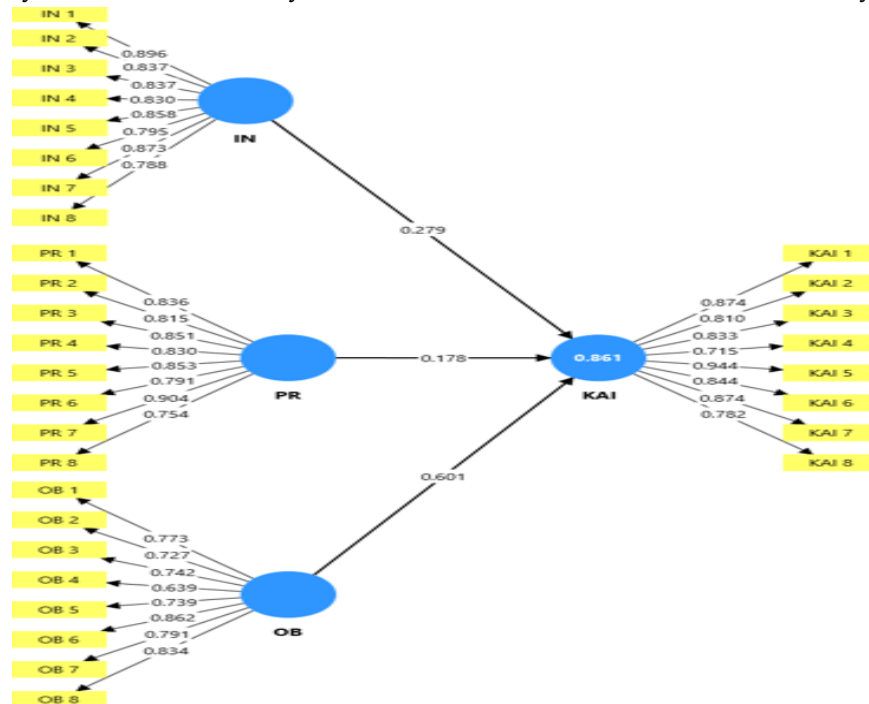 IN 1
IN 2
IN 3
IN 4
IN 5
IN 6
IN 7
IN 8
0.896
0.837
0.837
0.830
0.858
0.795
0.873
0.788
IN
0.279
PR 1
PR 2
PR 3
PR 4
PR 5
PR 6
PR 7
PR 8
0.836
0.815
0.851
0.830
0.853
0.791
0.904
0.754
PR
0.178
OB 1
OB 2
OB 3
OB 4
OB 5
OB 6
OB 7
OB 8
0.773
0.727
0.742
0.639
0.739
0.862
0.791
0.834
OB
0.601
0.861
KAI
0.874
0.810
0.833
0.715
0.944
0.844
0.874
0.782
KAI 1
KAI 2
KAI 3
KAI 4
KAI 5
KAI 6
KAI 7
KAI 8